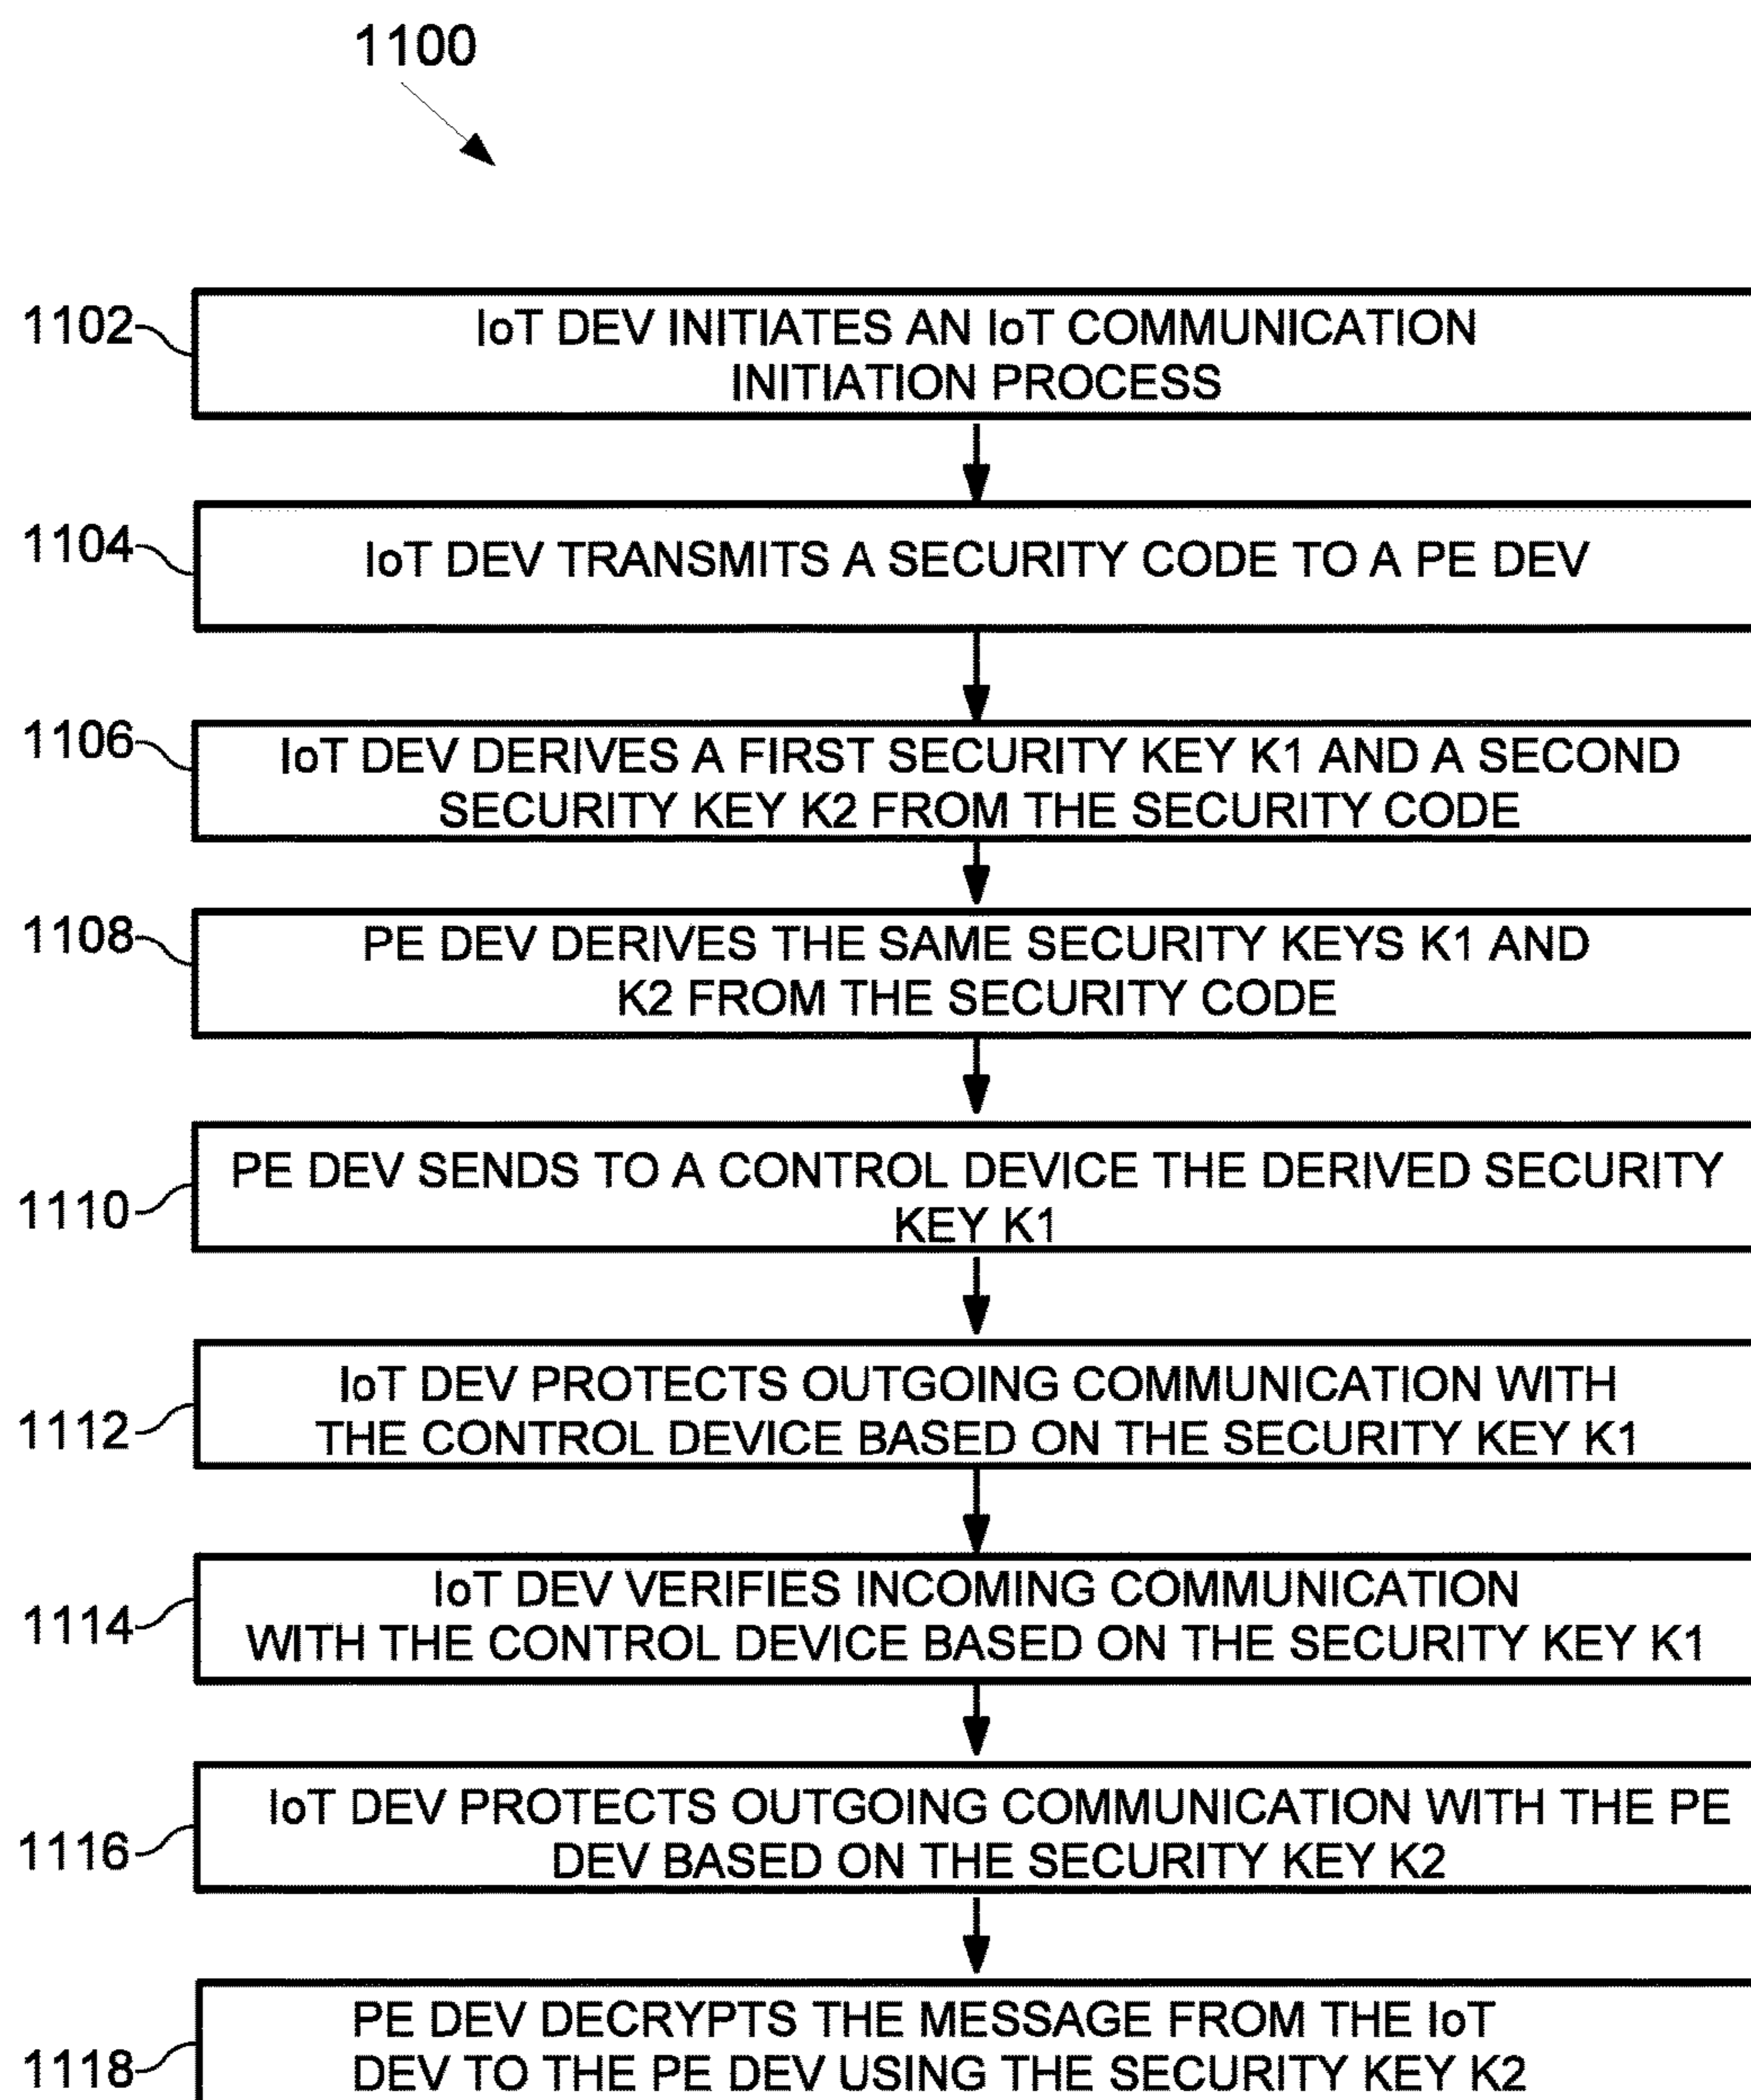 1100
1102
IoT DEV INITIATES AN IoT COMMUNICATION
INITIATION PROCESS
1104
IoT DEV TRANSMITS A SECURITY CODE TO A PE DEV
1106
IoT DEV DERIVES A FIRST SECURITY KEY K1 AND A SECOND
SECURITY KEY K2 FROM THE SECURITY CODE
1108
PE DEV DERIVES THE SAME SECURITY KEYS K1 AND
K2 FROM THE SECURITY CODE
1110
PE DEV SENDS TO A CONTROL DEVICE THE DERIVED SECURITY
KEY K1
1112
IoT DEV PROTECTS OUTGOING COMMUNICATION WITH
THE CONTROL DEVICE BASED ON THE SECURITY KEY K1
1114
IoT DEV VERIFIES INCOMING COMMUNICATION
WITH THE CONTROL DEVICE BASED ON THE SECURITY KEY K1
1116
IoT DEV PROTECTS OUTGOING COMMUNICATION WITH THE PE
DEV BASED ON THE SECURITY KEY K2
1118
PE DEV DECRYPTS THE MESSAGE FROM THE IoT
DEV TO THE PE DEV USING THE SECURITY KEY K2